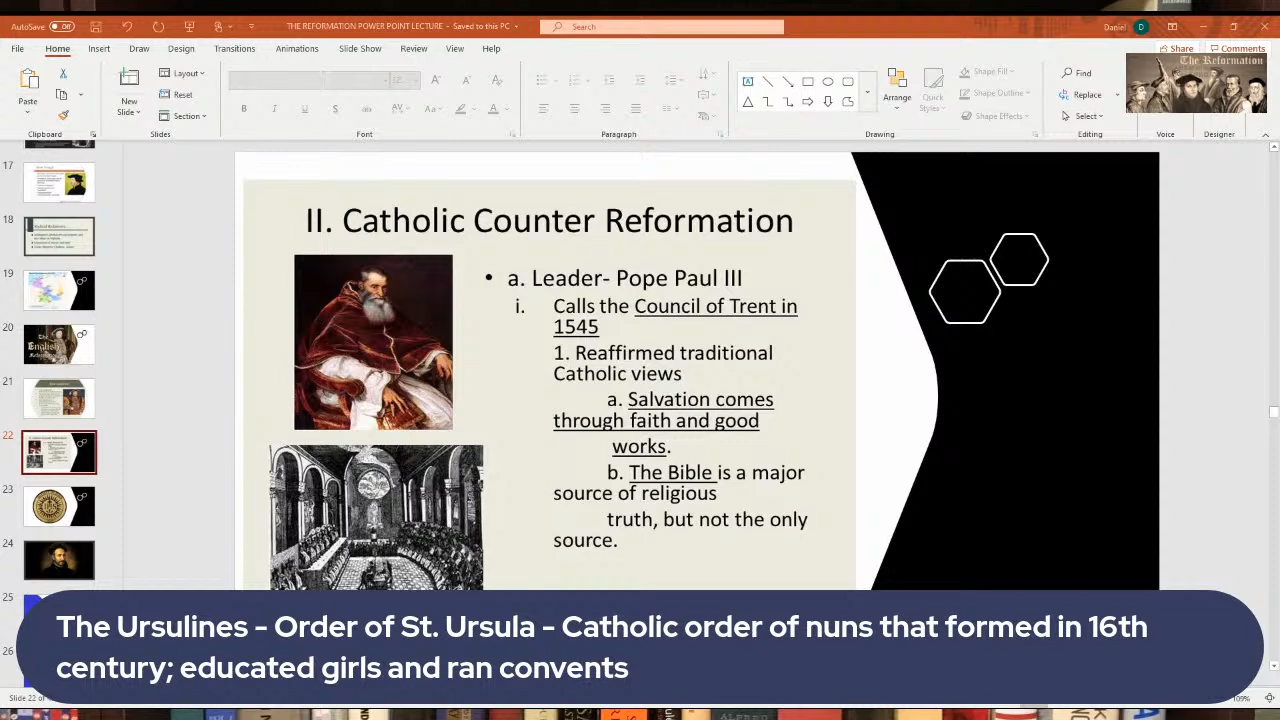 AutoSave
Off
THE REFORMATION POWER POINT LECTURE - Saved to this PC
Search
Daniel
D
File
Home
Insert
Draw
Design
Transitions
Animations
Slide Show
Review
View
Help
Share
Comments
Paste
New
Slide
Layout
Reset
Section
Arrange
Quick
Styles
Shape Fill
Shape Outline
Shape Effects
Find
Replace
Select
The Reformation
Clipboard
Slides
Font
Paragraph
Drawing
Editing
Voice
Designer
17
18
19
20
21
22
23
24
25
26
The
English
II. Catholic Counter Reformation
• a. Leader- Pope Paul III
i. Calls the Council of Trent in
1545
1. Reaffirmed traditional
Catholic views
a. Salvation comes
through faith and good
works.
b. The Bible is a major
source of religious
truth, but not the only
source.
The Ursulines - Order of St. Ursula - Catholic order of nuns that formed in 16th
century; educated girls and ran convents
Slide 22 of
109%